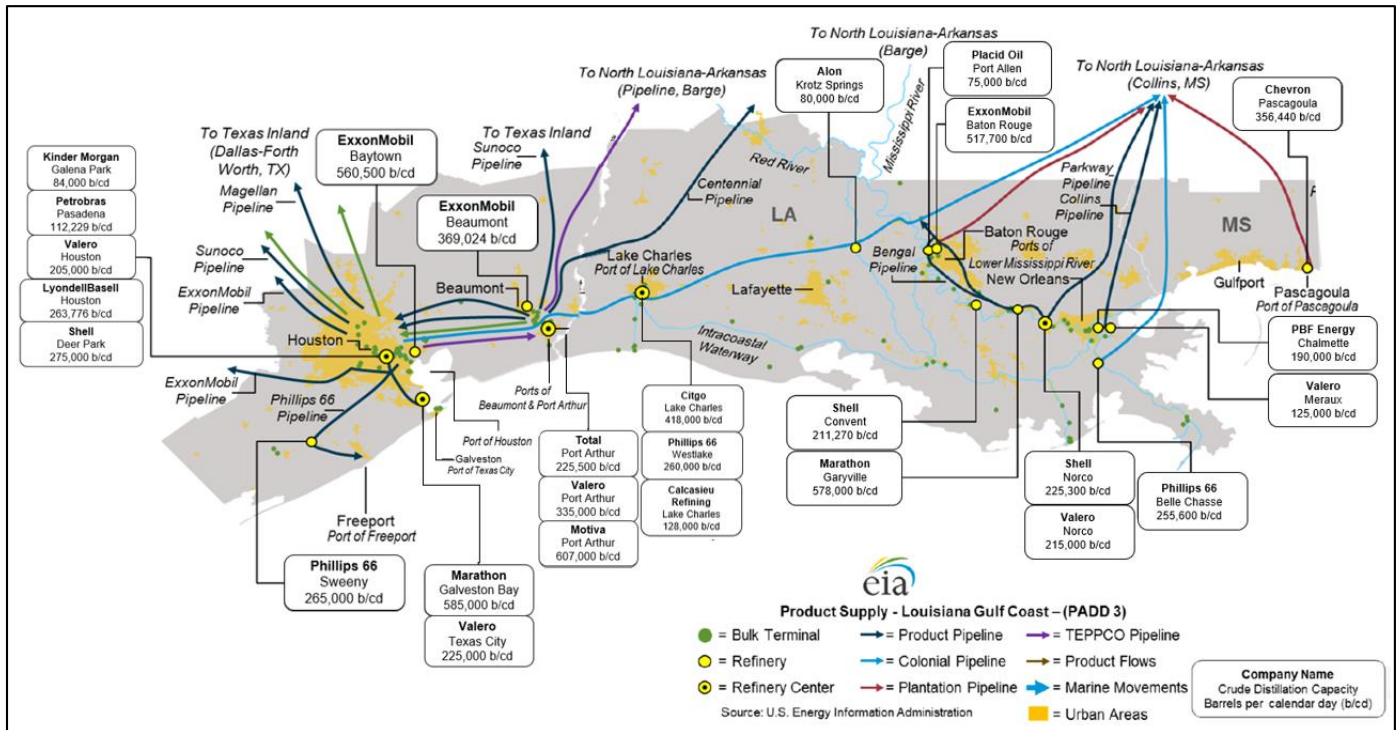 To North Louisiana-Arkansas
(Barge)
To North Louisiana-Arkansas
(Pipeline, Barge)
To North Louisiana-Arkansas
(Collins, MS)
Alon
Krotz Springs
80,000 b/cd
Placid Oil
Port Allen
75,000 b/cd
ExxonMobil
Baton Rouge
517,700 b/cd
Chevron
Pascagoula
356,440 b/cd
To Texas Inland
(Dallas-Forth
Worth, TX)
Magellan
Pipeline
Sunoco
Pipeline
ExxonMobil
Pipeline
ExxonMobil
Baytown
560,500 b/cd
To Texas Inland
Sunoco
Pipeline
ExxonMobil
Beaumont
369,024 b/cd
Kinder Morgan
Galena Park
84,000 b/cd
Petrobras
Pasadena
112,229 b/cd
Valero
Houston
205,000 b/cd
LyondellBasell
Houston
263,776 b/cd
Shell
Deer Park
275,000 b/cd
Red River
Mississippi River
Centennial
Pipeline
LA
Parkway
Pipeline
Collins
Pipeline
MS
Lake Charles
Port of Lake Charles
Beaumont
Lafayette
Bengal
Pipeline
Baton Rouge
Ports of
Lower Mississippi River
New Orleans
Gulfport
Pascagoula
Port of Pascagoula
Houston
ExxonMobil
Pipeline
Phillips 66
Pipeline
Intracoastal
Waterway
Ports of
Beaumont & Port Arthur
Port of Houston
Galveston
Port of Texas City
Freeport
Port of Freeport
PBF Energy
Chalmette
190,000 b/cd
Valero
Meraux
125,000 b/cd
Citgo
Lake Charles
418,000 b/cd
Phillips 66
Westlake
260,000 b/cd
Calcasieu
Refining
Lake Charles
128,000 b/cd
Total
Port Arthur
225,500 b/cd
Valero
Port Arthur
335,000 b/cd
Motiva
Port Arthur
607,000 b/cd
Shell
Convent
211,270 b/cd
Marathon
Garyville
578,000 b/cd
Shell
Norco
225,300 b/cd
Valero
Norco
215,000 b/cd
Phillips 66
Belle Chasse
255,600 b/cd
Phillips 66
Sweeny
265,000 b/cd
Marathon
Galveston Bay
585,000 b/cd
Valero
Texas City
225,000 b/cd
eia
Product Supply - Louisiana Gulf Coast – (PADD 3)
= Bulk Terminal
= Product Pipeline
= TEPPCO Pipeline
= Refinery
= Colonial Pipeline
= Product Flows
= Refinery Center
= Plantation Pipeline
= Marine Movements
Source: U.S. Energy Information Administration
= Urban Areas
Company Name
Crude Distillation Capacity
Barrels per calendar day (b/cd)